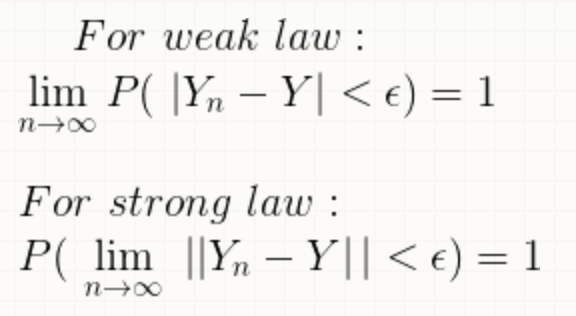 For weak law :
lim P( |Yₙ − Y| < ϵ) = 1
n→∞
For strong law :
P( lim ||Yₙ − Y|| < ϵ) = 1
n→∞